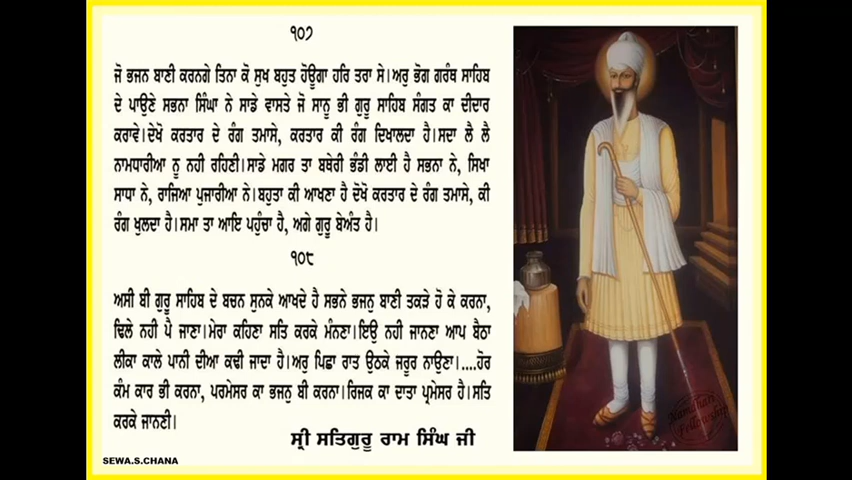 ੧੦੭
ਜੋ ਭਜਨ ਬਾਣੀ ਕਰਨਗੇ ਤਿਨਾ ਕੋ ਸੁਖ ਬਹੁਤ ਹੋਊਗਾ ਹਰਿ ਤਰਾ ਸੇ।ਅਰੁ ਭੋਗ ਗਰੰਥ ਸਾਹਿਬ
ਦੇ ਪਾਉਣੇ ਸਭਨਾ ਸਿੰਘਾ ਨੇ ਸਾਡੇ ਵਾਸਤੇ ਜੋ ਸਾਨੂ ਭੀ ਗੁਰੂ ਸਾਹਿਬ ਸੰਗਤ ਕਾ ਦੀਦਾਰ
ਕਰਾਵੇ।ਦੇਖੋ ਕਰਤਾਰ ਦੇ ਰੰਗ ਤਮਾਸੇ, ਕਰਤਾਰ ਕੀ ਰੰਗ ਦਿਖਾਲਦਾ ਹੈ।ਸਦਾ ਲੈ ਲੈ
ਨਾਮਧਾਰੀਆ ਨੂ ਨਹੀ ਰਹਿਣੀ।ਸਾਡੇ ਮਗਰ ਤਾ ਬਥੇਰੀ ਭੰਡੀ ਲਾਈ ਹੈ ਸਭਨਾ ਨੇ, ਸਿਖਾ
ਸਾਧਾ ਨੇ, ਰਾਜਿਆ ਪੁਜਾਰੀਆ ਨੇ।ਬਹੁਤਾ ਕੀ ਆਖਣਾ ਹੈ ਦੇਖੋ ਕਰਤਾਰ ਦੇ ਰੰਗ ਤਮਾਸੇ, ਕੀ
ਰੰਗ ਖੁਲਦਾ ਹੈ।ਸਮਾ ਤਾ ਆਇ ਪਹੁੰਚਾ ਹੈ, ਅਗੇ ਗੁਰੂ ਬੇਅੰਤ ਹੈ।
੧੦੮
ਅਸੀ ਬੀ ਗੁਰੂ ਸਾਹਿਬ ਦੇ ਬਚਨ ਸੁਨਕੇ ਆਖਦੇ ਹੈ ਸਭਨੇ ਭਜਨੁ ਬਾਣੀ ਤਕੜੇ ਹੋ ਕੇ ਕਰਨਾ,
ਢਿਲੇ ਨਹੀ ਪੈ ਜਾਣਾ।ਮੇਰਾ ਕਹਿਣਾ ਸਤਿ ਕਰਕੇ ਮੰਨਣਾ।ਇਉ ਨਹੀ ਜਾਨਣਾ ਆਪ ਬੈਠਾ
ਲੀਕਾ ਕਾਲੇ ਪਾਨੀ ਦੀਆ ਕਢੀ ਜਾਦਾ ਹੈ।ਅਰੁ ਪਿਛਾ ਰਾਤ ਉਠਕੇ ਜਰੂਰ ਨਾਉਣਾ।....ਹੋਰ
ਕੰਮ ਕਾਰ ਭੀ ਕਰਨਾ, ਪਰਮੇਸਰ ਕਾ ਭਜਨੁ ਬੀ ਕਰਨਾ।ਰਿਜਕ ਕਾ ਦਾਤਾ ਪ੍ਰਮੇਸਰ ਹੈ।ਸਤਿ
ਕਰਕੇ ਜਾਨਣੀ।
ਸ੍ਰੀ ਸਤਿਗੁਰੂ ਰਾਮ ਸਿੰਘ ਜੀ
SEWA.S.CHANA
Namdhari
Fellowship